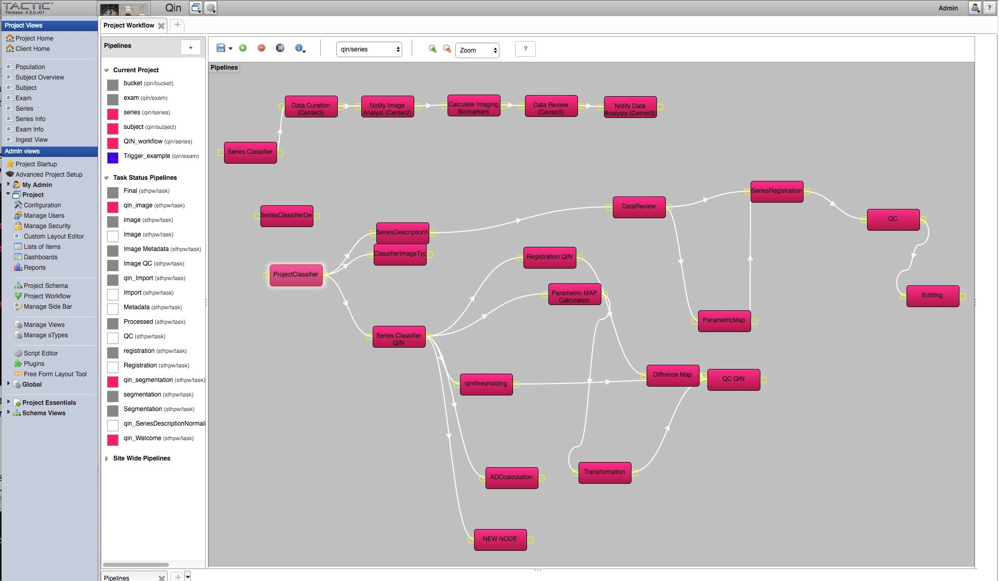 TACTIC
Release: 4.3.0.v01
Qin
Admin
?
Project Views
Project Home
Client Home
Population
Subject Overview
Subject
Exam
Series
Series Info
Exam Info
Ingest View
Admin views
Project Startup
Advanced Project Setup
My Admin
Project
Configuration
Manage Users
Manage Security
Custom Layout Editor
Lists of Items
Dashboards
Reports
Project Schema
Project Workflow
Manage Side Bar
Manage Views
Manage sTypes
Script Editor
Plugins
NEW Free Form Layout Tool
Global
Project Essentials
Schema Views
Project Workflow
+
Pipelines
+
Current Project
bucket (qin/bucket)
exam (qin/exam)
series (qin/series)
subject (qin/subject)
QIN_workflow (qin/series)
Trigger_example (qin/exam)
Task Status Pipelines
Final (sthpw/task)
qin_image (sthpw/task)
image (sthpw/task)
Image (sthpw/task)
Image Metadata (sthpw/task)
Image QC (sthpw/task)
qin_Import (sthpw/task)
Import (sthpw/task)
Metadata (sthpw/task)
Processed (sthpw/task)
QC (sthpw/task)
registration (sthpw/task)
Registration (sthpw/task)
qin_segmentation (sthpw/task)
segmentation (sthpw/task)
Segmentation (sthpw/task)
qin_SeriesDescriptionNormali
qin_Welcome (sthpw/task)
Site Wide Pipelines
Pipelines
+
qin/series
Zoom
?
Pipelines
Data Curation
(Center3)
Notify Image
Analyst (Center2)
Calculate Imaging
Biomarkers
Data Review
(Center3)
Notify Data
Analysis (Cetner3)
Series Classifier
SeriesClassifierDe
SeriesDescriptionN
ClassifierImageTyp
ProjectClassifier
DataReview
SeriesRegistration
QC
Registration QIN
Parametric MAP
Calculation
Editting
ParametricMap
Series Classifier
QIN
qinthresholding
Diffrence Map
QC QIN
ADCcalculation
Transformation
NEW NODE